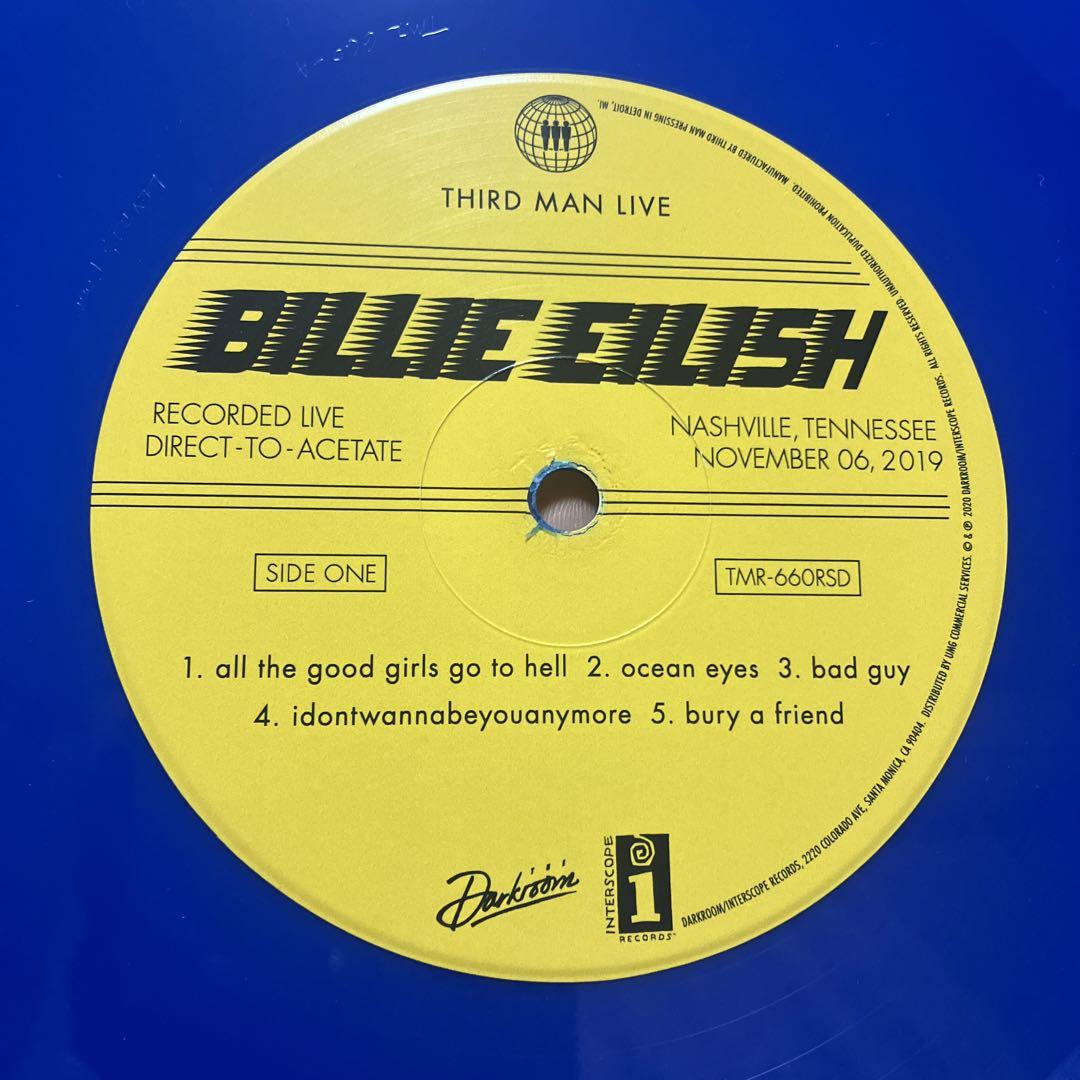 THIRD MAN LIVE
BILLIE EILISH
RECORDED LIVE
DIRECT-TO-ACETATE
NASHVILLE, TENNESSEE
NOVEMBER 06, 2019
SIDE ONE
TMR-660RSD
1. all the good girls go to hell 2. ocean eyes 3. bad guy
4. idontwannabeyouanymore 5. bury a friend
Darkroom
INTERSCOPE
i
RECORDS
DARKROOM/INTERSCOPE RECORDS, 2220 COLORADO AVE, SANTA MONICA, CA 90404. DISTRIBUTED BY UMG COMMERCIAL SERVICES. © & ℗ 2020 DARKROOM/INTERSCOPE RECORDS. ALL RIGHTS RESERVED. UNAUTHORIZED DUPLICATION PROHIBITED. MANUFACTURED BY THIRD MAN PRESSING IN DETROIT, MI.